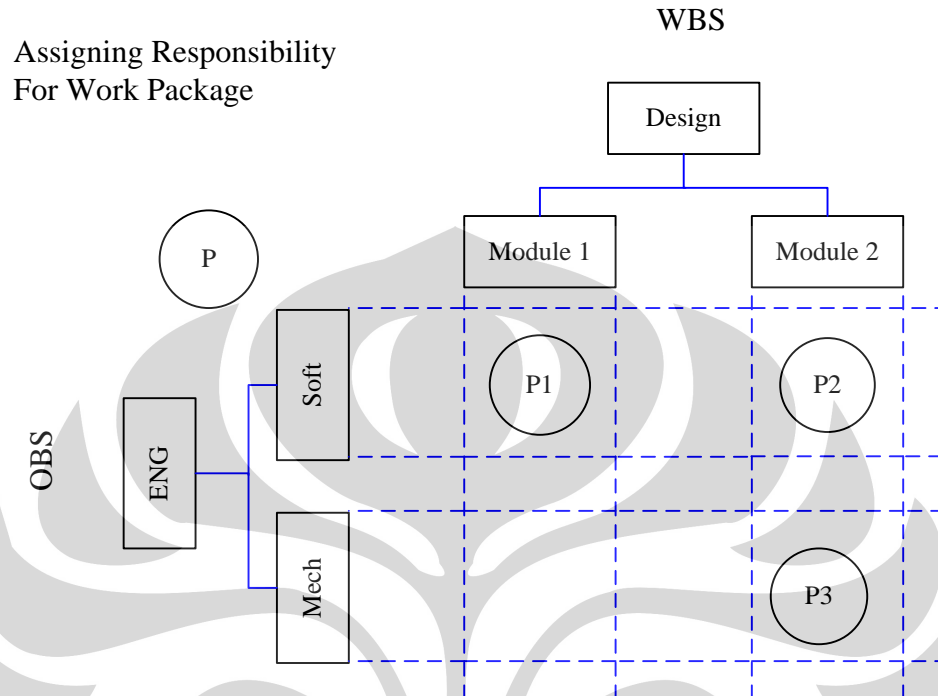 WBS
Assigning Responsibility
For Work Package
Design
Module 1
Module 2
P
Soft
P1
P2
OBS
ENG
Mech
P3